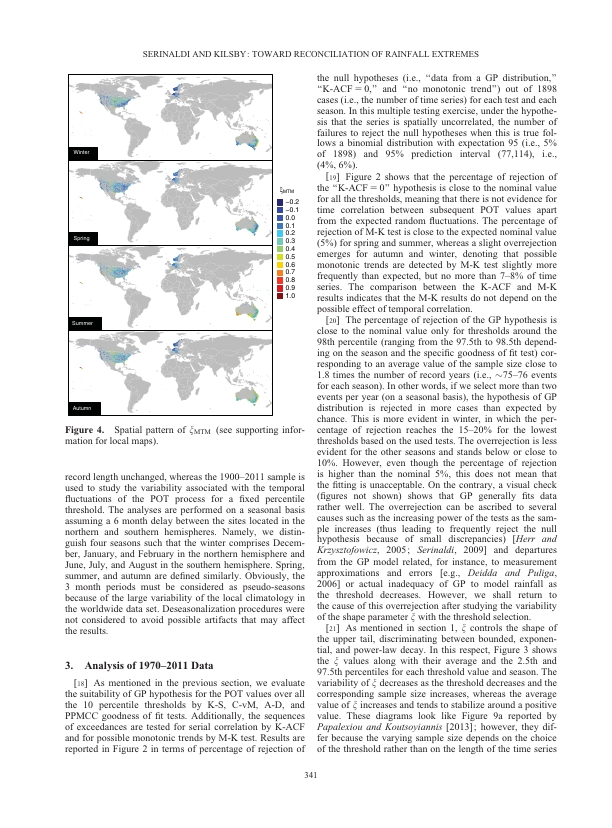 SERINALDI AND KILSBY: TOWARD RECONCILIATION OF RAINFALL EXTREMES
Winter
Spring
Summer
Autumn
ξMTM
−0.2
−0.1
0.0
0.1
0.2
0.3
0.4
0.5
0.6
0.7
0.8
0.9
1.0
Figure 4. Spatial pattern of ξMTM (see supporting infor-
mation for local maps).
record length unchanged, whereas the 1900–2011 sample is
used to study the variability associated with the temporal
fluctuations of the POT process for a fixed percentile
threshold. The analyses are performed on a seasonal basis
assuming a 6 month delay between the sites located in the
northern and southern hemispheres. Namely, we distin-
guish four seasons such that the winter comprises Decem-
ber, January, and February in the northern hemisphere and
June, July, and August in the southern hemisphere. Spring,
summer, and autumn are defined similarly. Obviously, the
3 month periods must be considered as pseudo-seasons
because of the large variability of the local climatology in
the worldwide data set. Deseasonalization procedures were
not considered to avoid possible artifacts that may affect
the results.
3. Analysis of 1970–2011 Data
[18] As mentioned in the previous section, we evaluate
the suitability of GP hypothesis for the POT values over all
the 10 percentile thresholds by K-S, C-vM, A-D, and
PPMCC goodness of fit tests. Additionally, the sequences
of exceedances are tested for serial correlation by K-ACF
and for possible monotonic trends by M-K test. Results are
reported in Figure 2 in terms of percentage of rejection of
the null hypotheses (i.e., “data from a GP distribution,”
“K-ACF = 0,” and “no monotonic trend”) out of 1898
cases (i.e., the number of time series) for each test and each
season. In this multiple testing exercise, under the hypothe-
sis that the series is spatially uncorrelated, the number of
failures to reject the null hypotheses when this is true fol-
lows a binomial distribution with expectation 95 (i.e., 5%
of 1898) and 95% prediction interval (77,114), i.e.,
(4%, 6%).
[19] Figure 2 shows that the percentage of rejection of
the “K-ACF = 0” hypothesis is close to the nominal value
for all the thresholds, meaning that there is not evidence for
time correlation between subsequent POT values apart
from the expected random fluctuations. The percentage of
rejection of M-K test is close to the expected nominal value
(5%) for spring and summer, whereas a slight overrejection
emerges for autumn and winter, denoting that possible
monotonic trends are detected by M-K test slightly more
frequently than expected, but no more than 7–8% of time
series. The comparison between the K-ACF and M-K
results indicates that the M-K results do not depend on the
possible effect of temporal correlation.
[20] The percentage of rejection of the GP hypothesis is
close to the nominal value only for thresholds around the
98th percentile (ranging from the 97.5th to 98.5th depend-
ing on the season and the specific goodness of fit test) cor-
responding to an average value of the sample size close to
1.8 times the number of record years (i.e., ∼75–76 events
for each season). In other words, if we select more than two
events per year (on a seasonal basis), the hypothesis of GP
distribution is rejected in more cases than expected by
chance. This is more evident in winter, in which the per-
centage of rejection reaches the 15–20% for the lowest
thresholds based on the used tests. The overrejection is less
evident for the other seasons and stands below or close to
10%. However, even though the percentage of rejection
is higher than the nominal 5%, this does not mean that
the fitting is unacceptable. On the contrary, a visual check
(figures not shown) shows that GP generally fits data
rather well. The overrejection can be ascribed to several
causes such as the increasing power of the tests as the sam-
ple increases (thus leading to frequently reject the null
hypothesis because of small discrepancies) [Herr and
Krzysztofowicz, 2005; Serinaldi, 2009] and departures
from the GP model related, for instance, to measurement
approximations and errors [e.g., Deidda and Puliga,
2006] or actual inadequacy of GP to model rainfall as
the threshold decreases. However, we shall return to
the cause of this overrejection after studying the variability
of the shape parameter ξ with the threshold selection.
[21] As mentioned in section 1, ξ controls the shape of
the upper tail, discriminating between bounded, exponen-
tial, and power-law decay. In this respect, Figure 3 shows
the ξ values along with their average and the 2.5th and
97.5th percentiles for each threshold value and season. The
variability of ξ decreases as the threshold decreases and the
corresponding sample size increases, whereas the average
value of ξ increases and tends to stabilize around a positive
value. These diagrams look like Figure 9a reported by
Papalexiou and Koutsoyiannis [2013]; however, they dif-
fer because the varying sample size depends on the choice
of the threshold rather than on the length of the time series
341